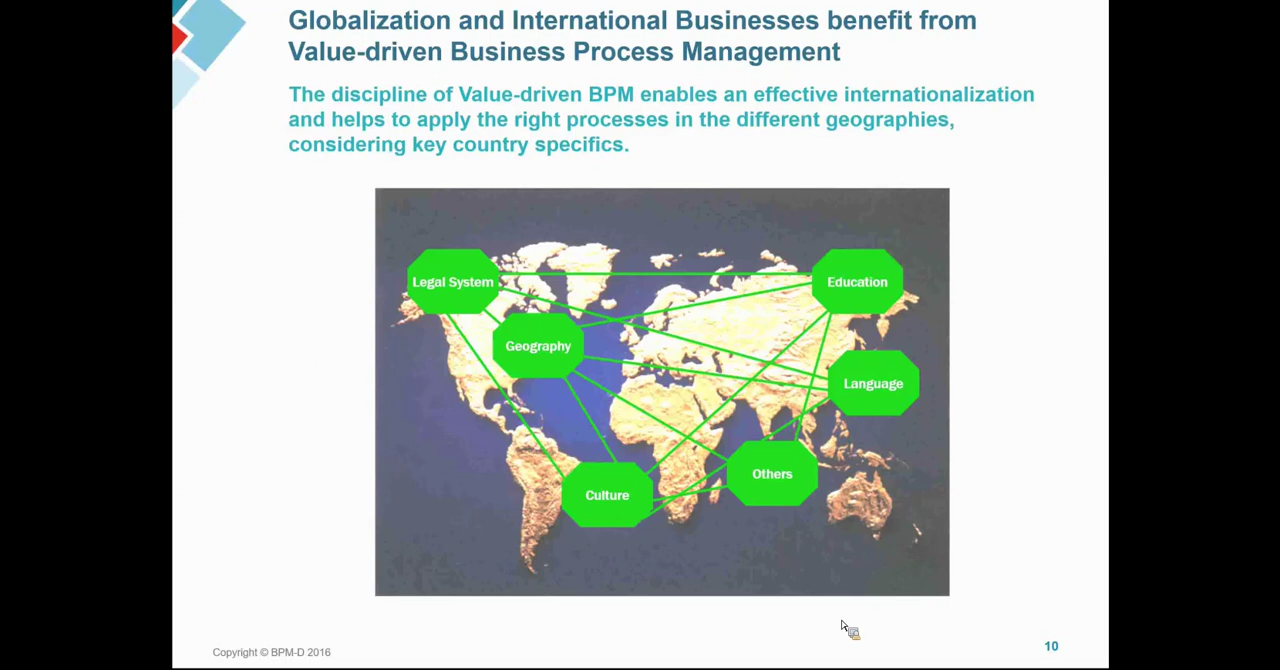 Globalization and International Businesses benefit from
Value-driven Business Process Management
The discipline of Value-driven BPM enables an effective internationalization
and helps to apply the right processes in the different geographies,
considering key country specifics.
Legal System
Education
Geography
Language
Others
Culture
Copyright © BPM-D 2016
10